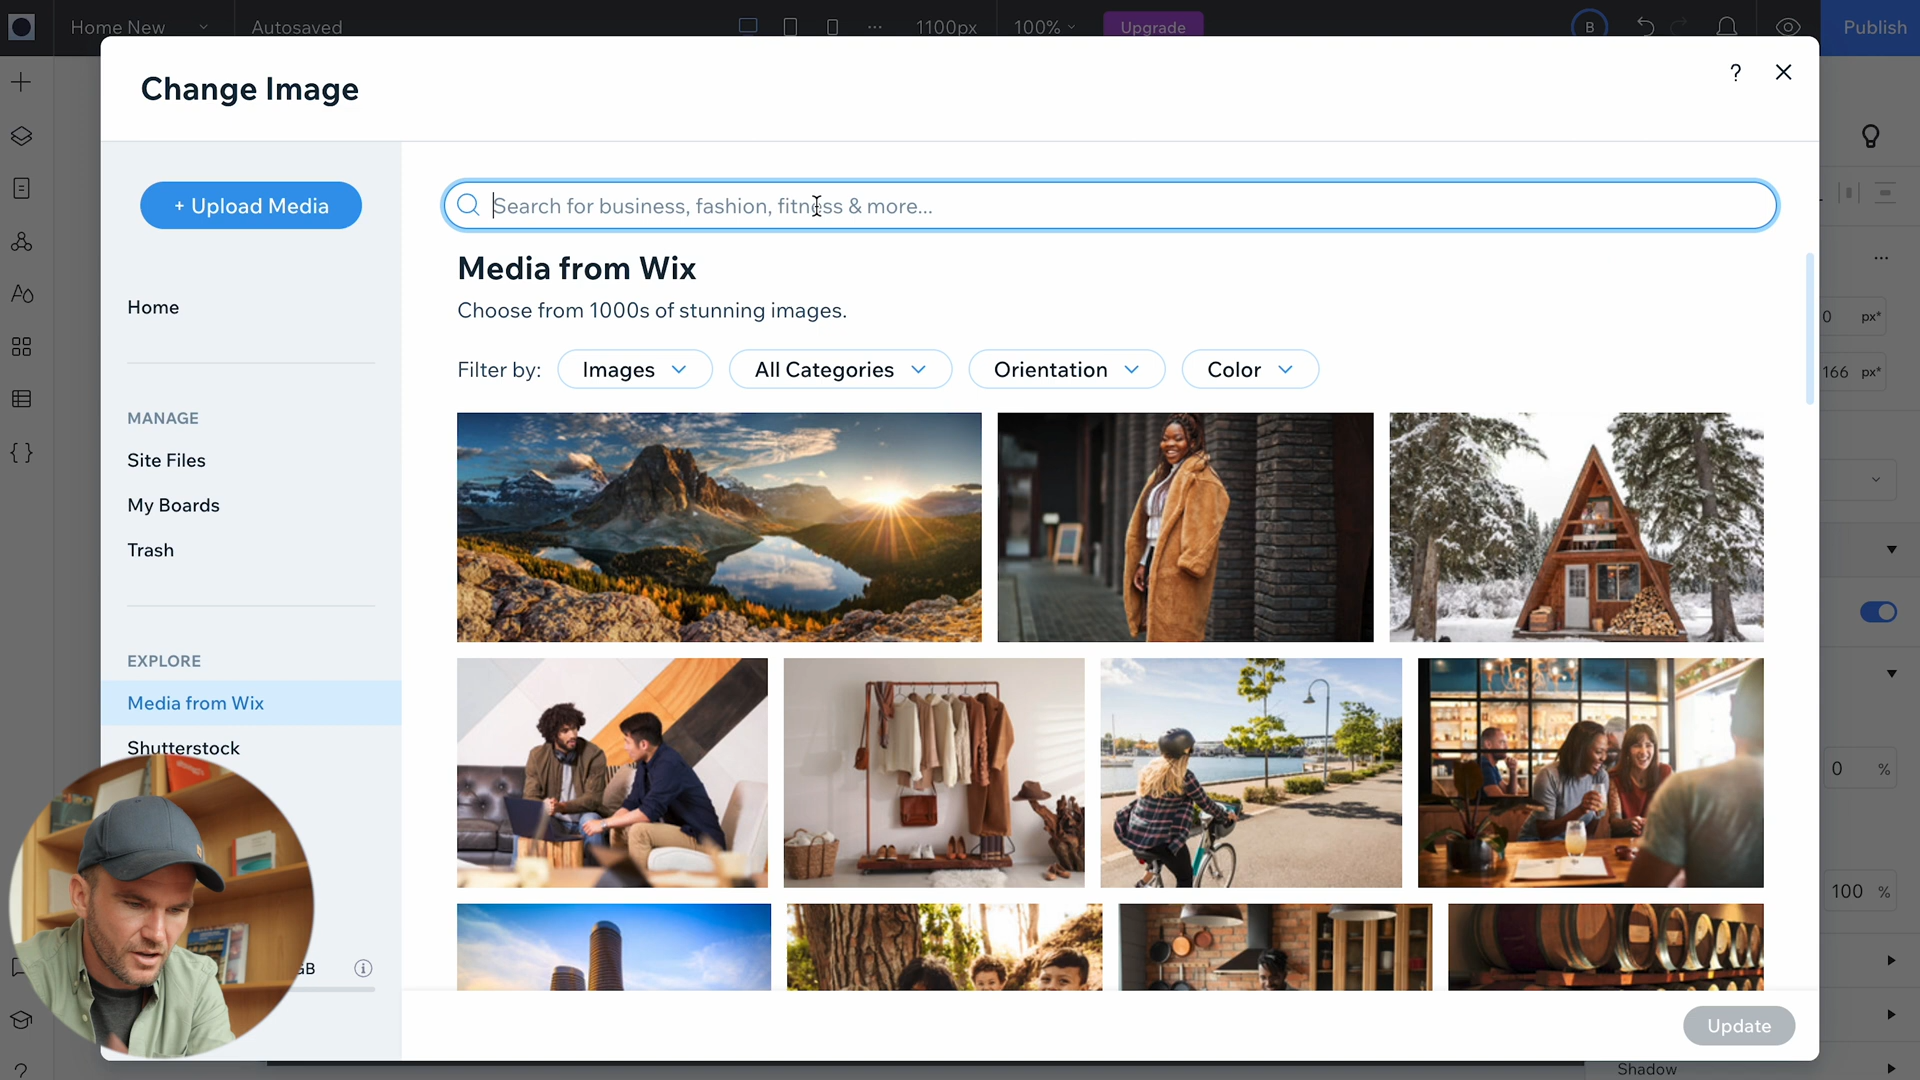 Home New
Autosaved
1100px
100%
Upgrade
B
Publish
Change Image
?
+ Upload Media
Search for business, fashion, fitness & more...
Home
MANAGE
Site Files
My Boards
Trash
EXPLORE
Media from Wix
Shutterstock
GB
Media from Wix
Choose from 1000s of stunning images.
Filter by:
Images
All Categories
Orientation
Color
Update
0 px*
166 px*
0 %
100 %
Shadow